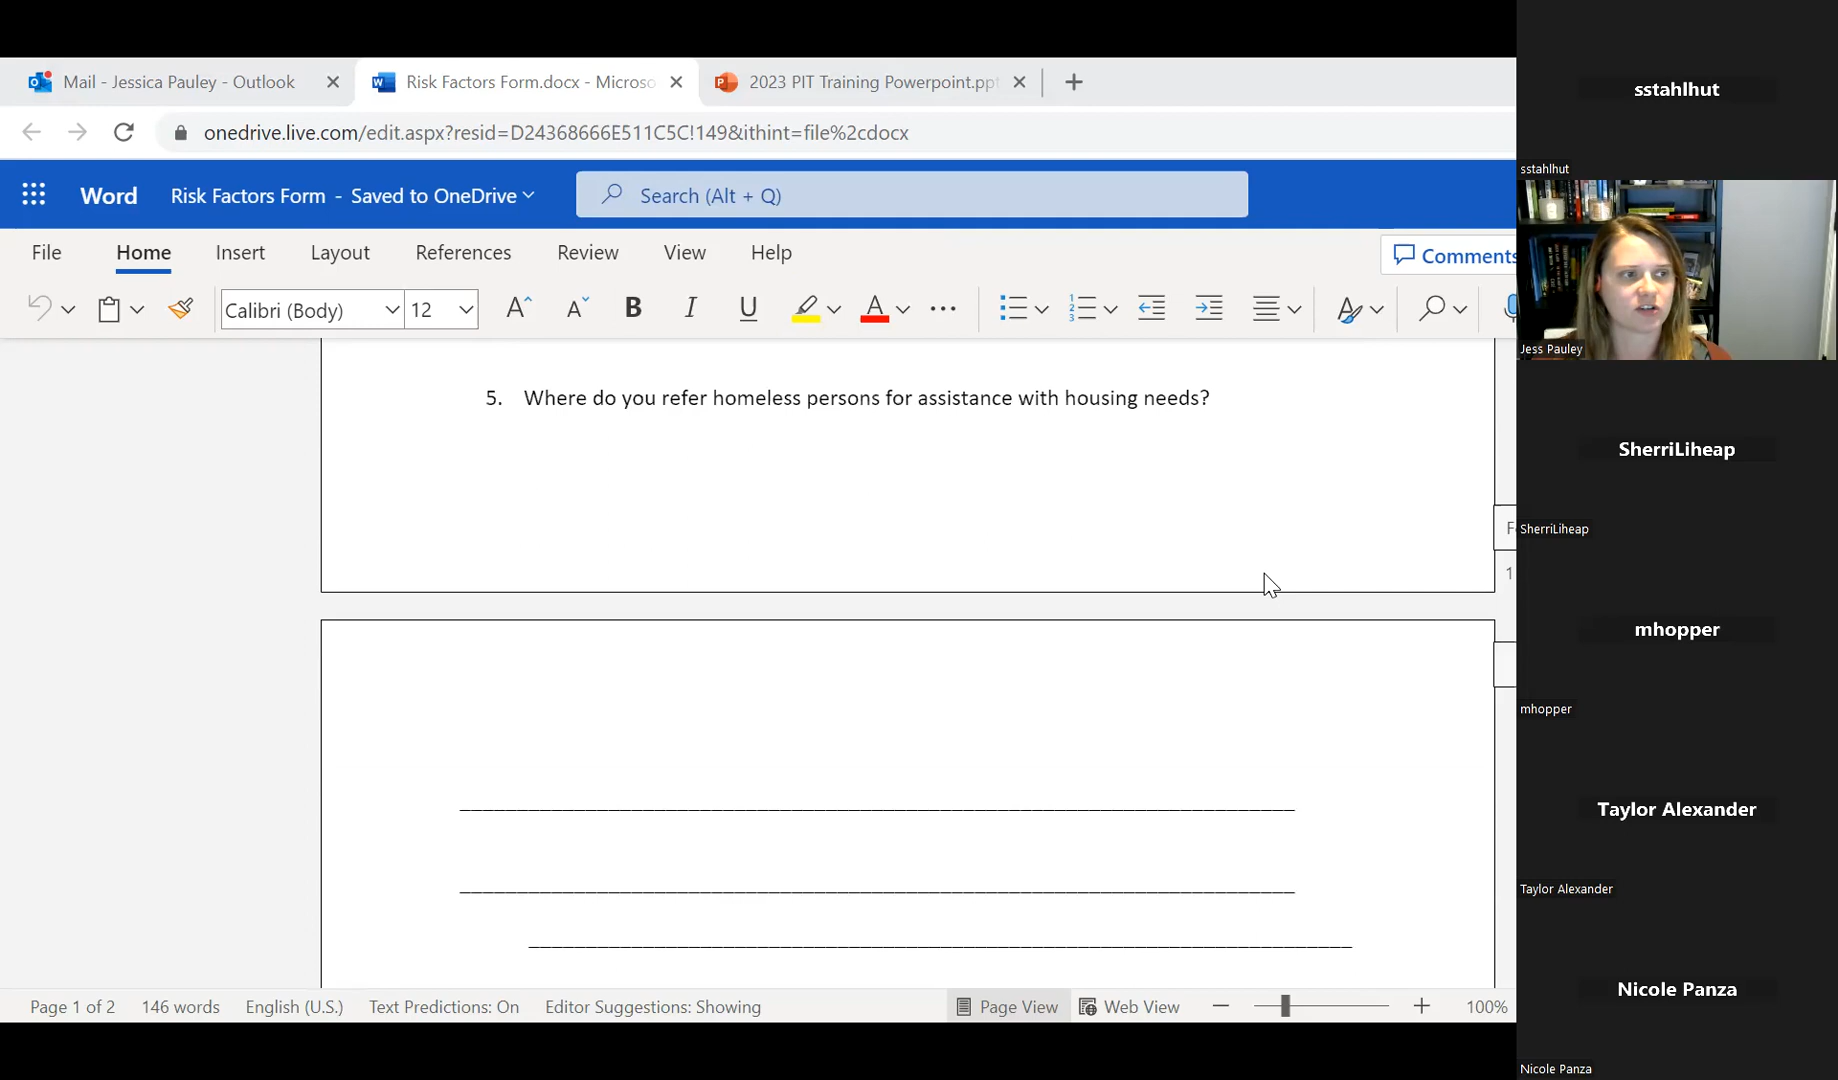 Mail - Jessica Pauley - Outlook
Risk Factors Form.docx - Microso
2023 PIT Training Powerpoint.ppt
onedrive.live.com/edit.aspx?resid=D24368666E511C5C!149&ithint=file%2cdocx
Word
Risk Factors Form - Saved to OneDrive
Search (Alt + Q)
File
Home
Insert
Layout
References
Review
View
Help
Comments
Calibri (Body)
12
5. Where do you refer homeless persons for assistance with housing needs?
1
Page 1 of 2
146 words
English (U.S.)
Text Predictions: On
Editor Suggestions: Showing
Page View
Web View
100%
sstahlhut
sstahlhut
Jess Pauley
SherriLiheap
SherriLiheap
mhopper
mhopper
Taylor Alexander
Taylor Alexander
Nicole Panza
Nicole Panza